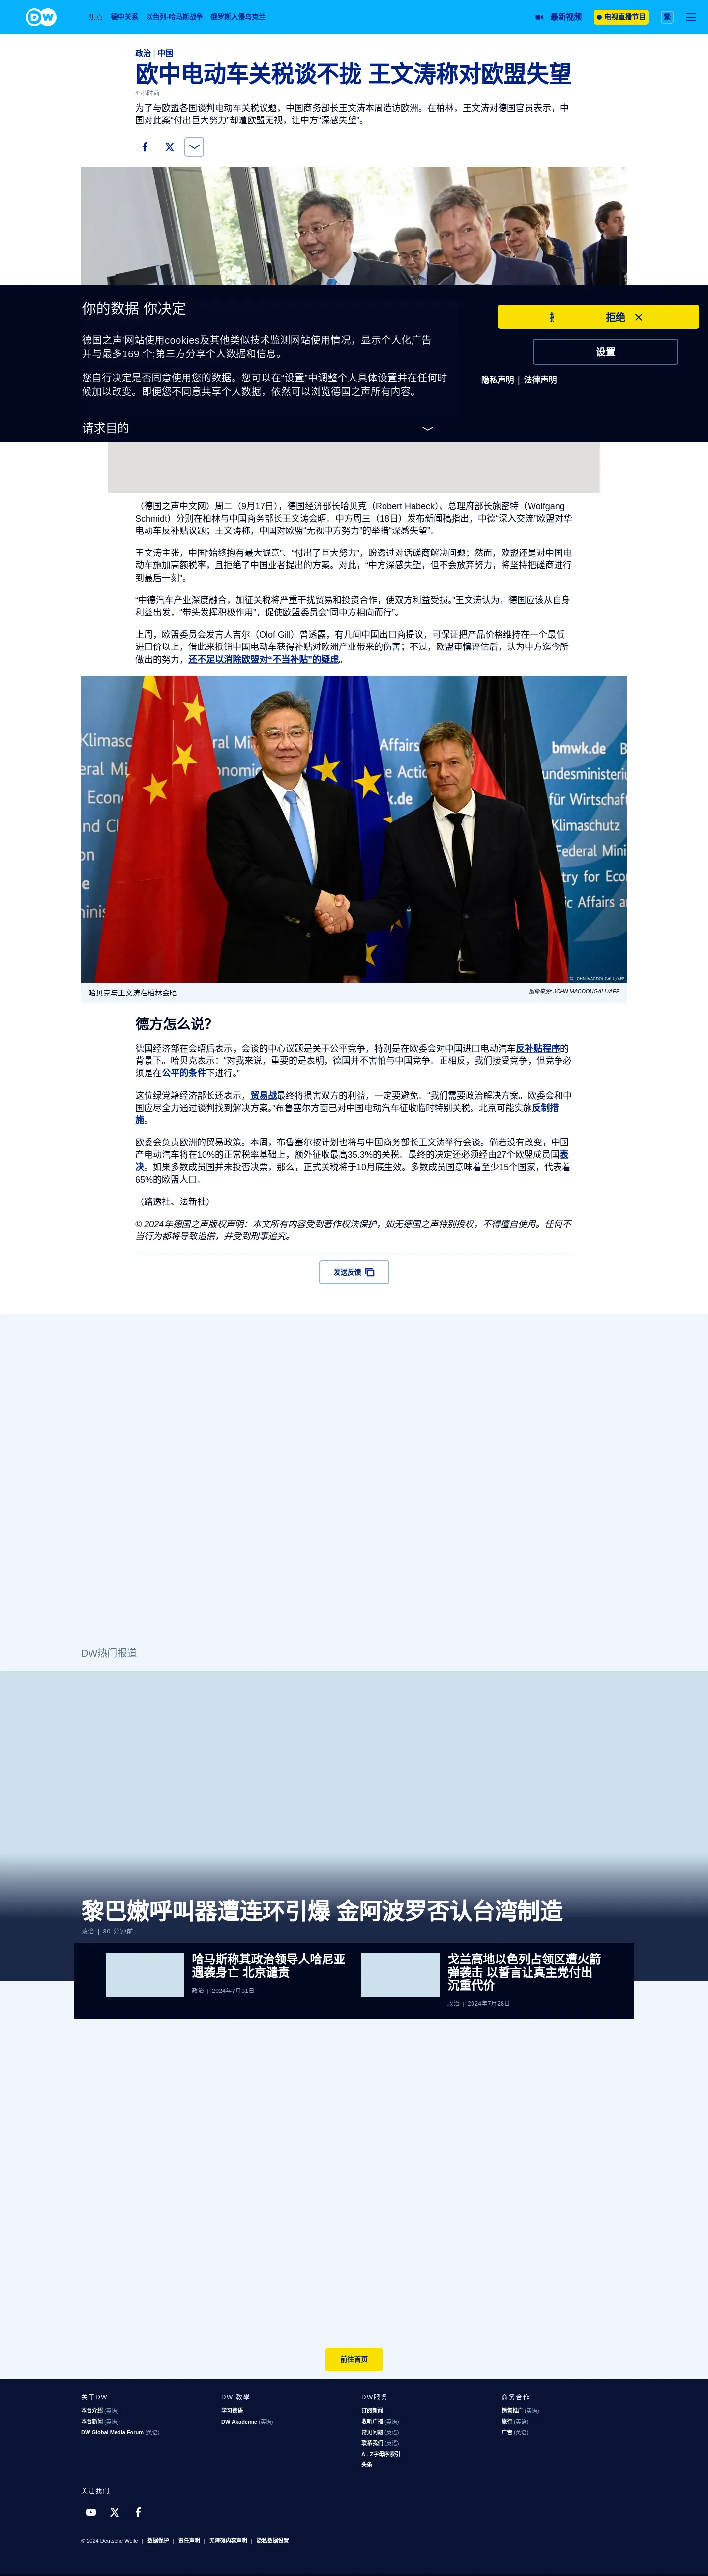 DW 焦点 德中关系 以色列-哈马斯战争 俄罗斯入侵乌克兰 最新视频 电视直播节目 繁
政治 | 中国
欧中电动车关税谈不拢 王文涛称对欧盟失望
4 小时前
为了与欧盟各国谈判电动车关税议题，中国商务部长王文涛本周造访欧洲。在柏林，王文涛对德国官员表示，中
国对此案“付出巨大努力”却遭欧盟无视，让中方“深感失望”。
你的数据 你决定
德国之声'网站使用cookies及其他类似技术监测网站使用情况，显示个人化广告
并与最多169 个;第三方分享个人数据和信息。
您自行决定是否同意使用您的数据。您可以在“设置”中调整个人具体设置并在任何时
候加以改变。即便您不同意共享个人数据，依然可以浏览德国之声所有内容。
请求目的
拒绝
设置
隐私声明 | 法律声明
（德国之声中文网）周二（9月17日），德国经济部长哈贝克（Robert Habeck）、总理府部长施密特（Wolfgang
Schmidt）分别在柏林与中国商务部长王文涛会晤。中方周三（18日）发布新闻稿指出，中德“深入交流”欧盟对华
电动车反补贴议题；王文涛称，中国对欧盟“无视中方努力”的举措“深感失望”。
王文涛主张，中国“始终抱有最大诚意”、“付出了巨大努力”，盼透过对话磋商解决问题；然而，欧盟还是对中国电
动车施加高额税率，且拒绝了中国业者提出的方案。对此，“中方深感失望，但不会放弃努力，将坚持把磋商进行
到最后一刻”。
“中德汽车产业深度融合，加征关税将严重干扰贸易和投资合作，使双方利益受损。”王文涛认为，德国应该从自身
利益出发，“带头发挥积极作用”，促使欧盟委员会“同中方相向而行”。
上周，欧盟委员会发言人吉尔（Olof Gill）曾透露，有几间中国出口商提议，可保证把产品价格维持在一个最低
进口价以上，借此来抵销中国电动车获得补贴对欧洲产业带来的伤害；不过，欧盟审慎评估后，认为中方迄今所
做出的努力，还不足以消除欧盟对“不当补贴”的疑虑。
© JOHN MACDOUGALL/AFP
哈贝克与王文涛在柏林会晤
图像来源: JOHN MACDOUGALL/AFP
德方怎么说？
德国经济部在会晤后表示，会谈的中心议题是关于公平竞争，特别是在欧委会对中国进口电动汽车反补贴程序的
背景下。哈贝克表示：“对我来说，重要的是表明，德国并不害怕与中国竞争。正相反，我们接受竞争，但竞争必
须是在公平的条件下进行。”
这位绿党籍经济部长还表示，贸易战最终将损害双方的利益，一定要避免。“我们需要政治解决方案。欧委会和中
国应尽全力通过谈判找到解决方案。”布鲁塞尔方面已对中国电动汽车征收临时特别关税。北京可能实施反制措
施。
欧委会负责欧洲的贸易政策。本周，布鲁塞尔按计划也将与中国商务部长王文涛举行会谈。倘若没有改变，中国
产电动汽车将在10%的正常税率基础上，额外征收最高35.3%的关税。最终的决定还必须经由27个欧盟成员国表
决。如果多数成员国并未投否决票，那么，正式关税将于10月底生效。多数成员国意味着至少15个国家，代表着
65%的欧盟人口。
（路透社、法新社）
© 2024年德国之声版权声明：本文所有内容受到著作权法保护，如无德国之声特别授权，不得擅自使用。任何不
当行为都将导致追偿，并受到刑事追究。
发送反馈
DW热门报道
黎巴嫩呼叫器遭连环引爆 金阿波罗否认台湾制造
政治 | 30 分钟前
哈马斯称其政治领导人哈尼亚
遇袭身亡 北京谴责
政治 | 2024年7月31日
戈兰高地以色列占领区遭火箭
弹袭击 以誓言让真主党付出
沉重代价
政治 | 2024年7月28日
前往首页
关于DW
本台介绍 (英语)
本台新闻 (英语)
DW Global Media Forum (英语)
DW 教學
学习德语
DW Akademie (英语)
DW服务
订阅新闻
收听广播 (英语)
常见问题 (英语)
联系我们 (英语)
A - Z字母序索引
头条
商务合作
销售推广 (英语)
旅行 (英语)
广告 (英语)
关注我们
© 2024 Deutsche Welle | 数据保护 | 责任声明 | 无障碍内容声明 | 隐私数据设置